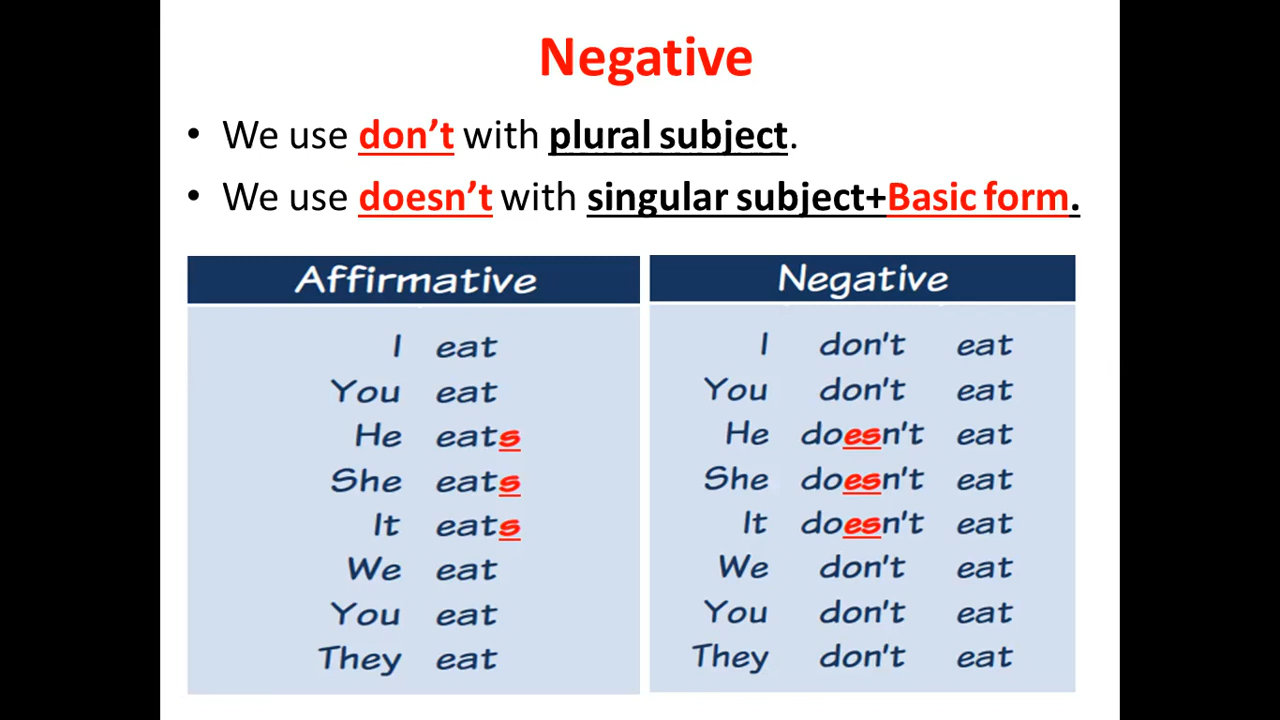 Negative
• We use don’t with plural subject.
• We use doesn’t with singular subject+Basic form.
Affirmative
I eat
You eat
He eats
She eats
It eats
We eat
You eat
They eat
Negative
I don't eat
You don't eat
He doesn't eat
She doesn't eat
It doesn't eat
We don't eat
You don't eat
They don't eat